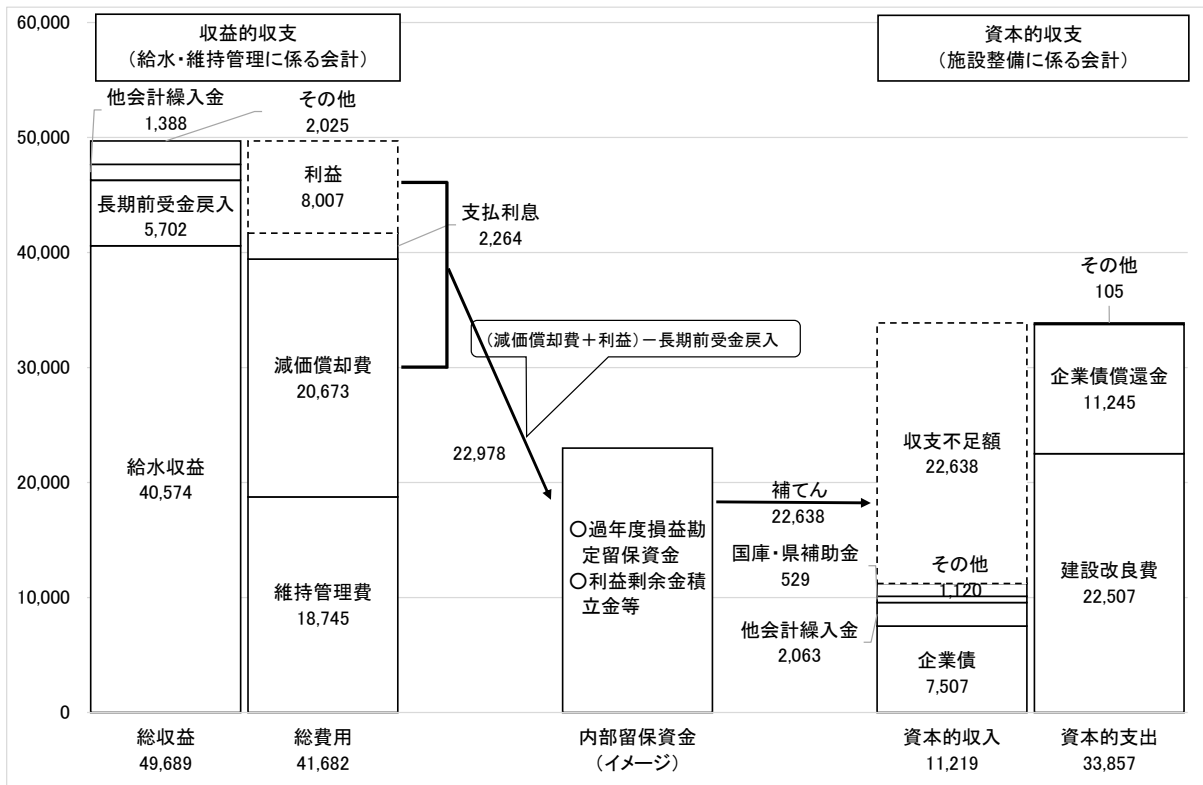 60,000
50,000
40,000
30,000
20,000
10,000
0
収益的収支
（給水・維持管理に係る会計）
資本的収支
（施設整備に係る会計）
他会計繰入金
1,388
その他
2,025
長期前受金戻入
5,702
給水収益
40,574
利益
8,007
支払利息
2,264
減価償却費
20,673
維持管理費
18,745
（減価償却費＋利益）－長期前受金戻入
22,978
〇過年度損益勘
定留保資金
〇利益剰余金積
立金等
補てん
22,638
国庫・県補助金
529
他会計繰入金
2,063
収支不足額
22,638
その他
1,120
企業債
7,507
その他
105
企業債償還金
11,245
建設改良費
22,507
総収益
49,689
総費用
41,682
内部留保資金
（イメージ）
資本的収入
11,219
資本的支出
33,857